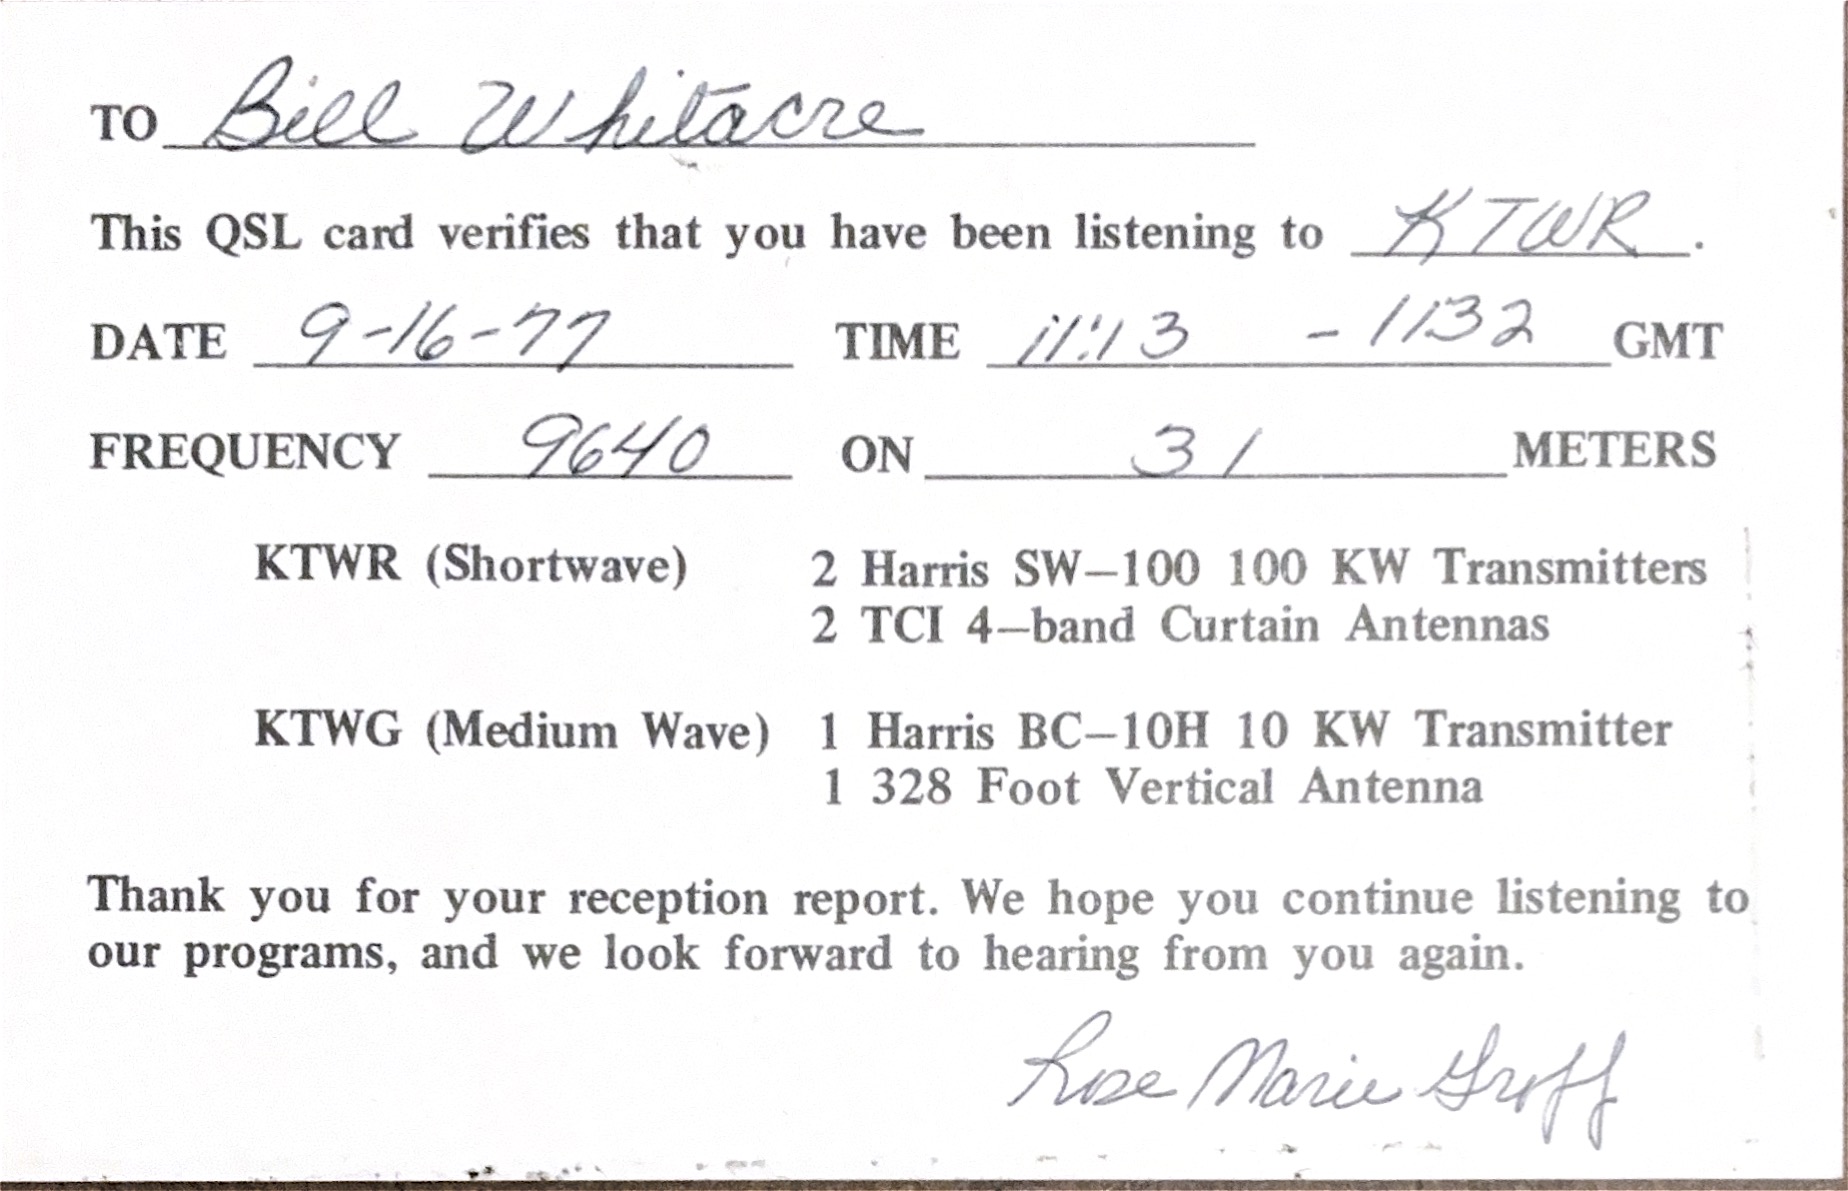 TO Bill Whitacre
This QSL card verifies that you have been listening to KTWR.
DATE 9-16-77 TIME 11:13 - 1132 GMT
FREQUENCY 9640 ON 31 METERS
KTWR (Shortwave) 2 Harris SW–100 100 KW Transmitters
2 TCI 4–band Curtain Antennas
KTWG (Medium Wave) 1 Harris BC–10H 10 KW Transmitter
1 328 Foot Vertical Antenna
Thank you for your reception report. We hope you continue listening to
our programs, and we look forward to hearing from you again.
Rose Marie Groff